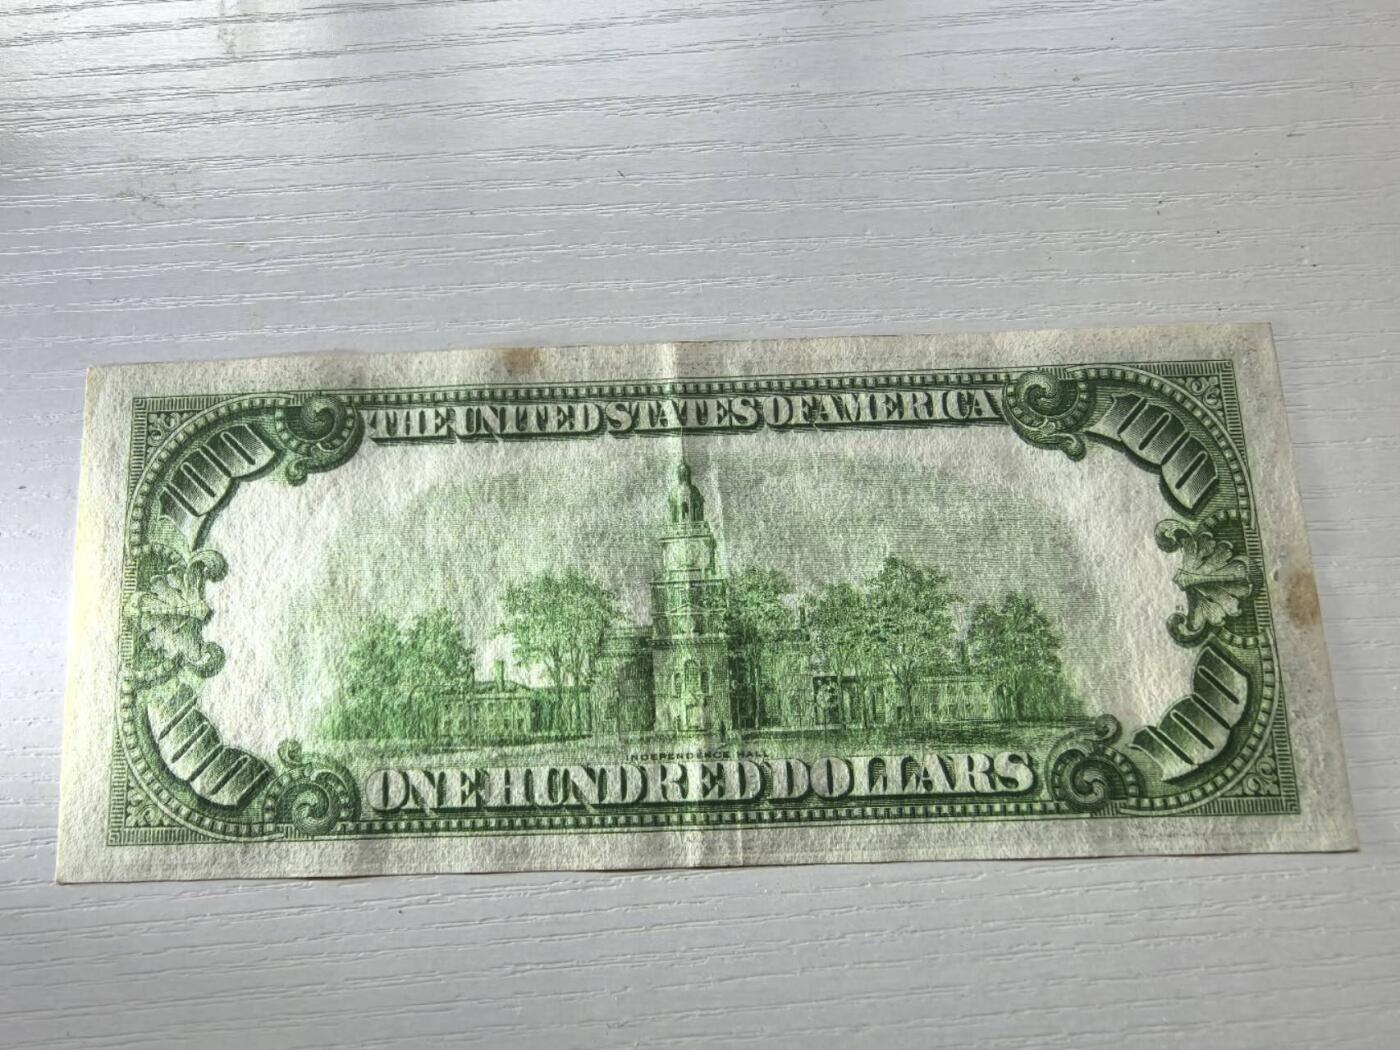 THE UNITED STATES OF AMERICA
100
100
INDEPENDENCE HALL
100
100
ONE HUNDRED DOLLARS